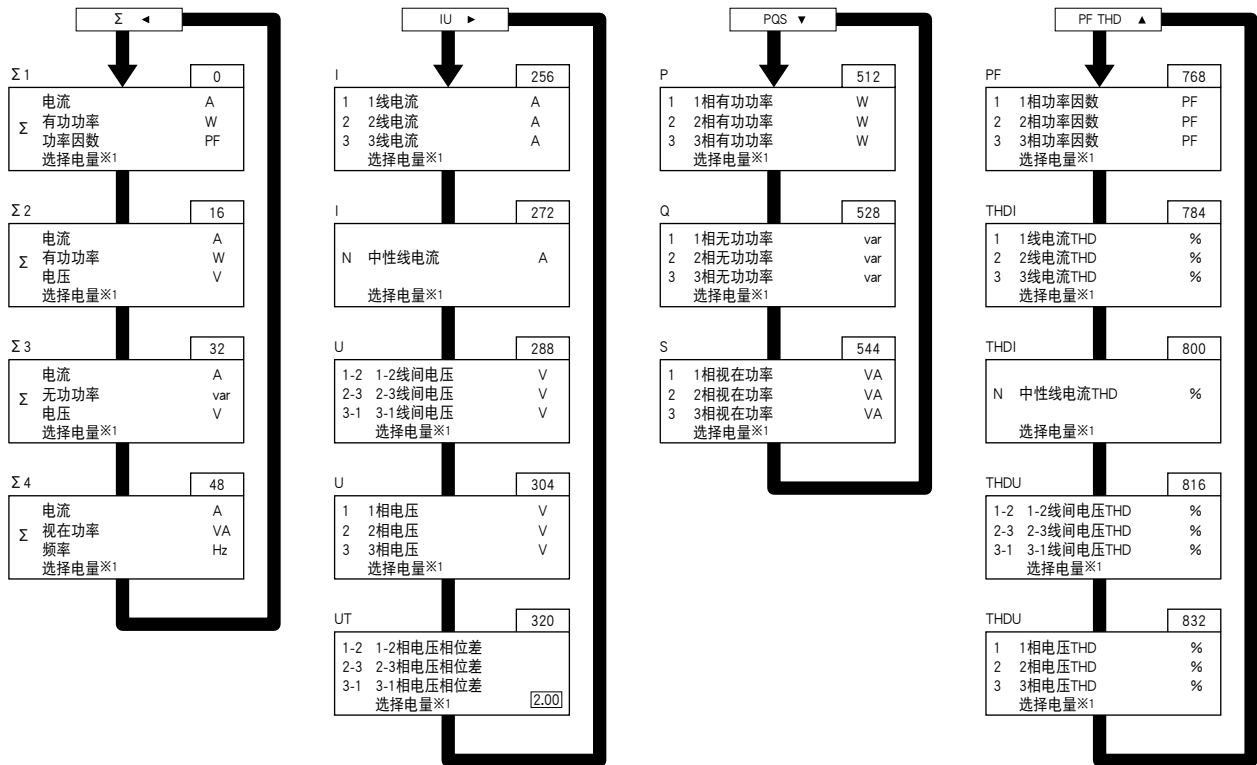 Σ ◄
Σ1 0
电流 A
Σ 有功功率 W
功率因数 PF
选择电量※1
Σ2 16
电流 A
Σ 有功功率 W
电压 V
选择电量※1
Σ3 32
电流 A
Σ 无功功率 var
电压 V
选择电量※1
Σ4 48
电流 A
Σ 视在功率 VA
频率 Hz
选择电量※1
IU ►
I 256
1 1线电流 A
2 2线电流 A
3 3线电流 A
选择电量※1
I 272
N 中性线电流 A
选择电量※1
U 288
1-2 1-2线间电压 V
2-3 2-3线间电压 V
3-1 3-1线间电压 V
选择电量※1
U 304
1 1相电压 V
2 2相电压 V
3 3相电压 V
选择电量※1
UT 320
1-2 1-2相电压相位差
2-3 2-3相电压相位差
3-1 3-1相电压相位差
选择电量※1 2.00
PQS ▼
P 512
1 1相有功功率 W
2 2相有功功率 W
3 3相有功功率 W
选择电量※1
Q 528
1 1相无功功率 var
2 2相无功功率 var
3 3相无功功率 var
选择电量※1
S 544
1 1相视在功率 VA
2 2相视在功率 VA
3 3相视在功率 VA
选择电量※1
PF THD ▲
PF 768
1 1相功率因数 PF
2 2相功率因数 PF
3 3相功率因数 PF
选择电量※1
THDI 784
1 1线电流THD %
2 2线电流THD %
3 3线电流THD %
选择电量※1
THDI 800
N 中性线电流THD %
选择电量※1
THDU 816
1-2 1-2线间电压THD %
2-3 2-3线间电压THD %
3-1 3-1线间电压THD %
选择电量※1
THDU 832
1 1相电压THD %
2 2相电压THD %
3 3相电压THD %
选择电量※1